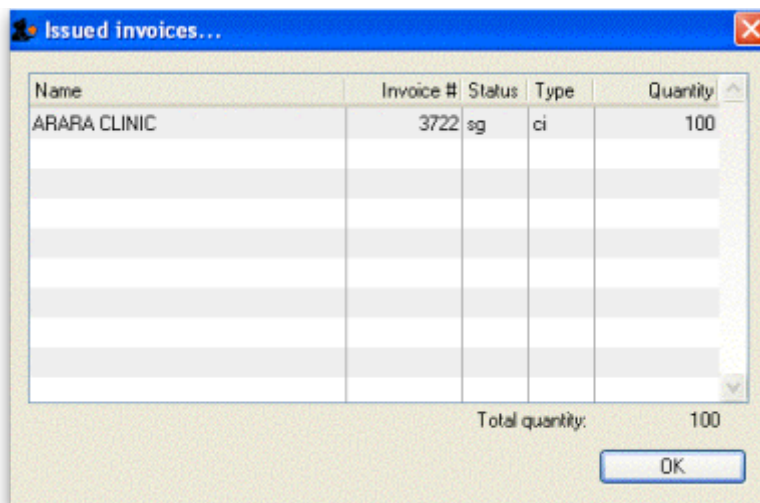 Issued invoices...
Name Invoice # Status Type Quantity
ARARA CLINIC 3722 sg ci 100
Total quantity: 100
OK